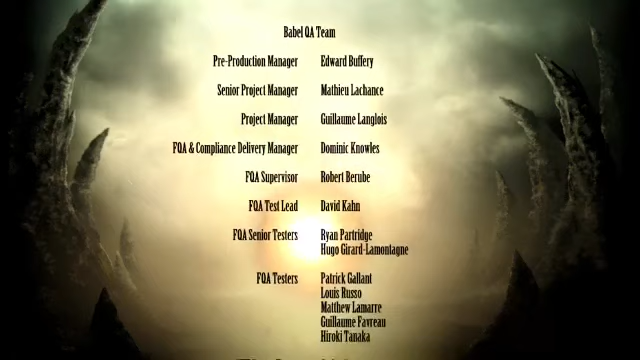 Babel QA Team
Pre-Production Manager Edward Buffery
Senior Project Manager Mathieu Lachance
Project Manager Guillaume Langlois
FQA & Compliance Delivery Manager Dominic Knowles
FQA Supervisor Robert Berube
FQA Test Lead David Kahn
FQA Senior Testers Ryan Partridge
Hugo Girard-Lamontagne
FQA Testers Patrick Gallant
Louis Russo
Matthew Lamarre
Guillaume Favreau
Hiroki Tanaka